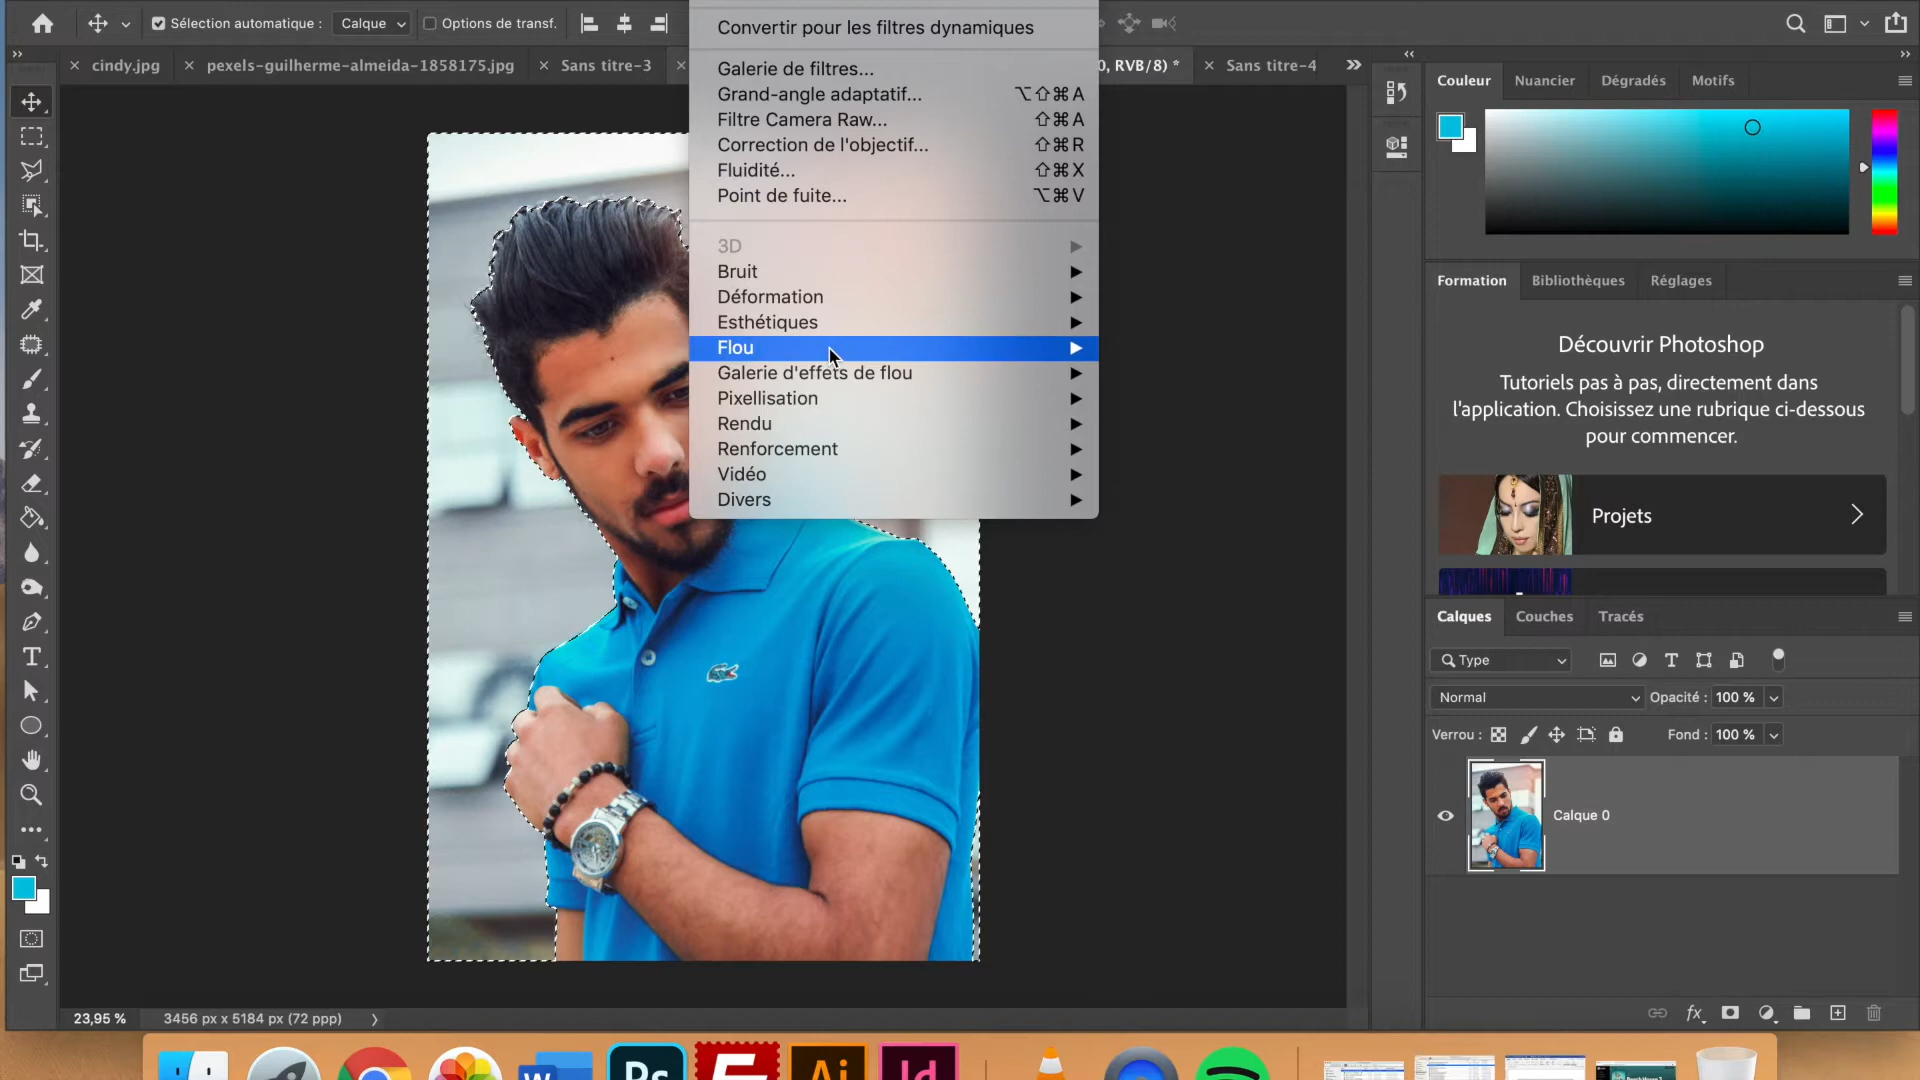 Sélection automatique :
Calque
Options de transf.
Convertir pour les filtres dynamiques
cindy.jpg
pexels-guilherme-almeida-1858175.jpg
Sans titre-3
0, RVB/8) *
Sans titre-4
Galerie de filtres...
Grand-angle adaptatif... ⌥⇧⌘A
Filtre Camera Raw... ⇧⌘A
Correction de l'objectif... ⇧⌘R
Fluidité... ⇧⌘X
Point de fuite... ⌥⌘V
3D
Bruit
Déformation
Esthétiques
Flou
Galerie d'effets de flou
Pixellisation
Rendu
Renforcement
Vidéo
Divers
Couleur
Nuancier
Dégradés
Motifs
Formation
Bibliothèques
Réglages
Découvrir Photoshop
Tutoriels pas à pas, directement dans
l'application. Choisissez une rubrique ci-dessous
pour commencer.
Projets
Calques
Couches
Tracés
Type
Normal
Opacité : 100 %
Verrou :
Fond : 100 %
Calque 0
fx
23,95 %
3456 px x 5184 px (72 ppp)
W
Ps
Ai
Id